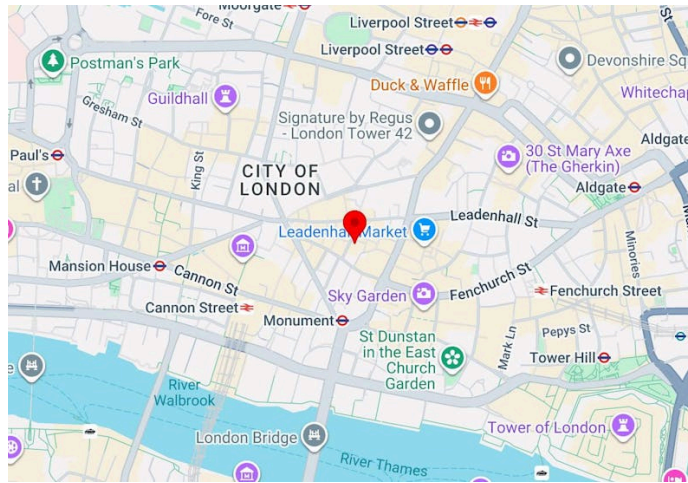 Moorgate
Fore St
Liverpool Street
Liverpool Street
Postman's Park
Devonshire Sq
Duck & Waffle
Guildhall
Whitechap
Gresham St
Signature by Regus
- London Tower 42
Aldgate
30 St Mary Axe
(The Gherkin)
Paul's
King St
CITY OF
LONDON
Aldgate
Leadenhall St
Leadenhall Market
Minories
Mansion House
Cannon St
Sky Garden
Fenchurch St
Fenchurch Street
Cannon Street
Monument
Pepys St
St Dunstan
in the East
Church
Garden
Mark Ln
Tower Hill
River
Walbrook
Tower of London
London Bridge
River Thames